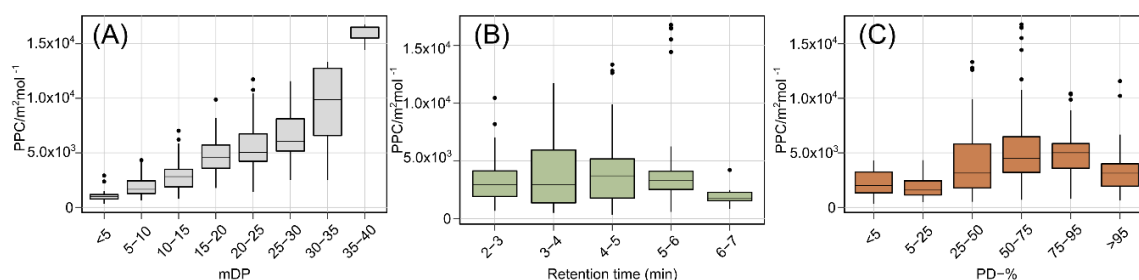 (A)
PPC/m²mol⁻¹
1.5x10⁴
1.0x10⁴
5.0x10³
0
<5
5−10
10−15
15−20
20−25
25−30
30−35
35−40
mDP
(B)
PPC/m²mol⁻¹
1.5x10⁴
1.0x10⁴
5.0x10³
0
2−3
3−4
4−5
5−6
6−7
Retention time (min)
(C)
PPC/m²mol⁻¹
1.5x10⁴
1.0x10⁴
5.0x10³
0
<5
5−25
25−50
50−75
75−95
>95
PD−%